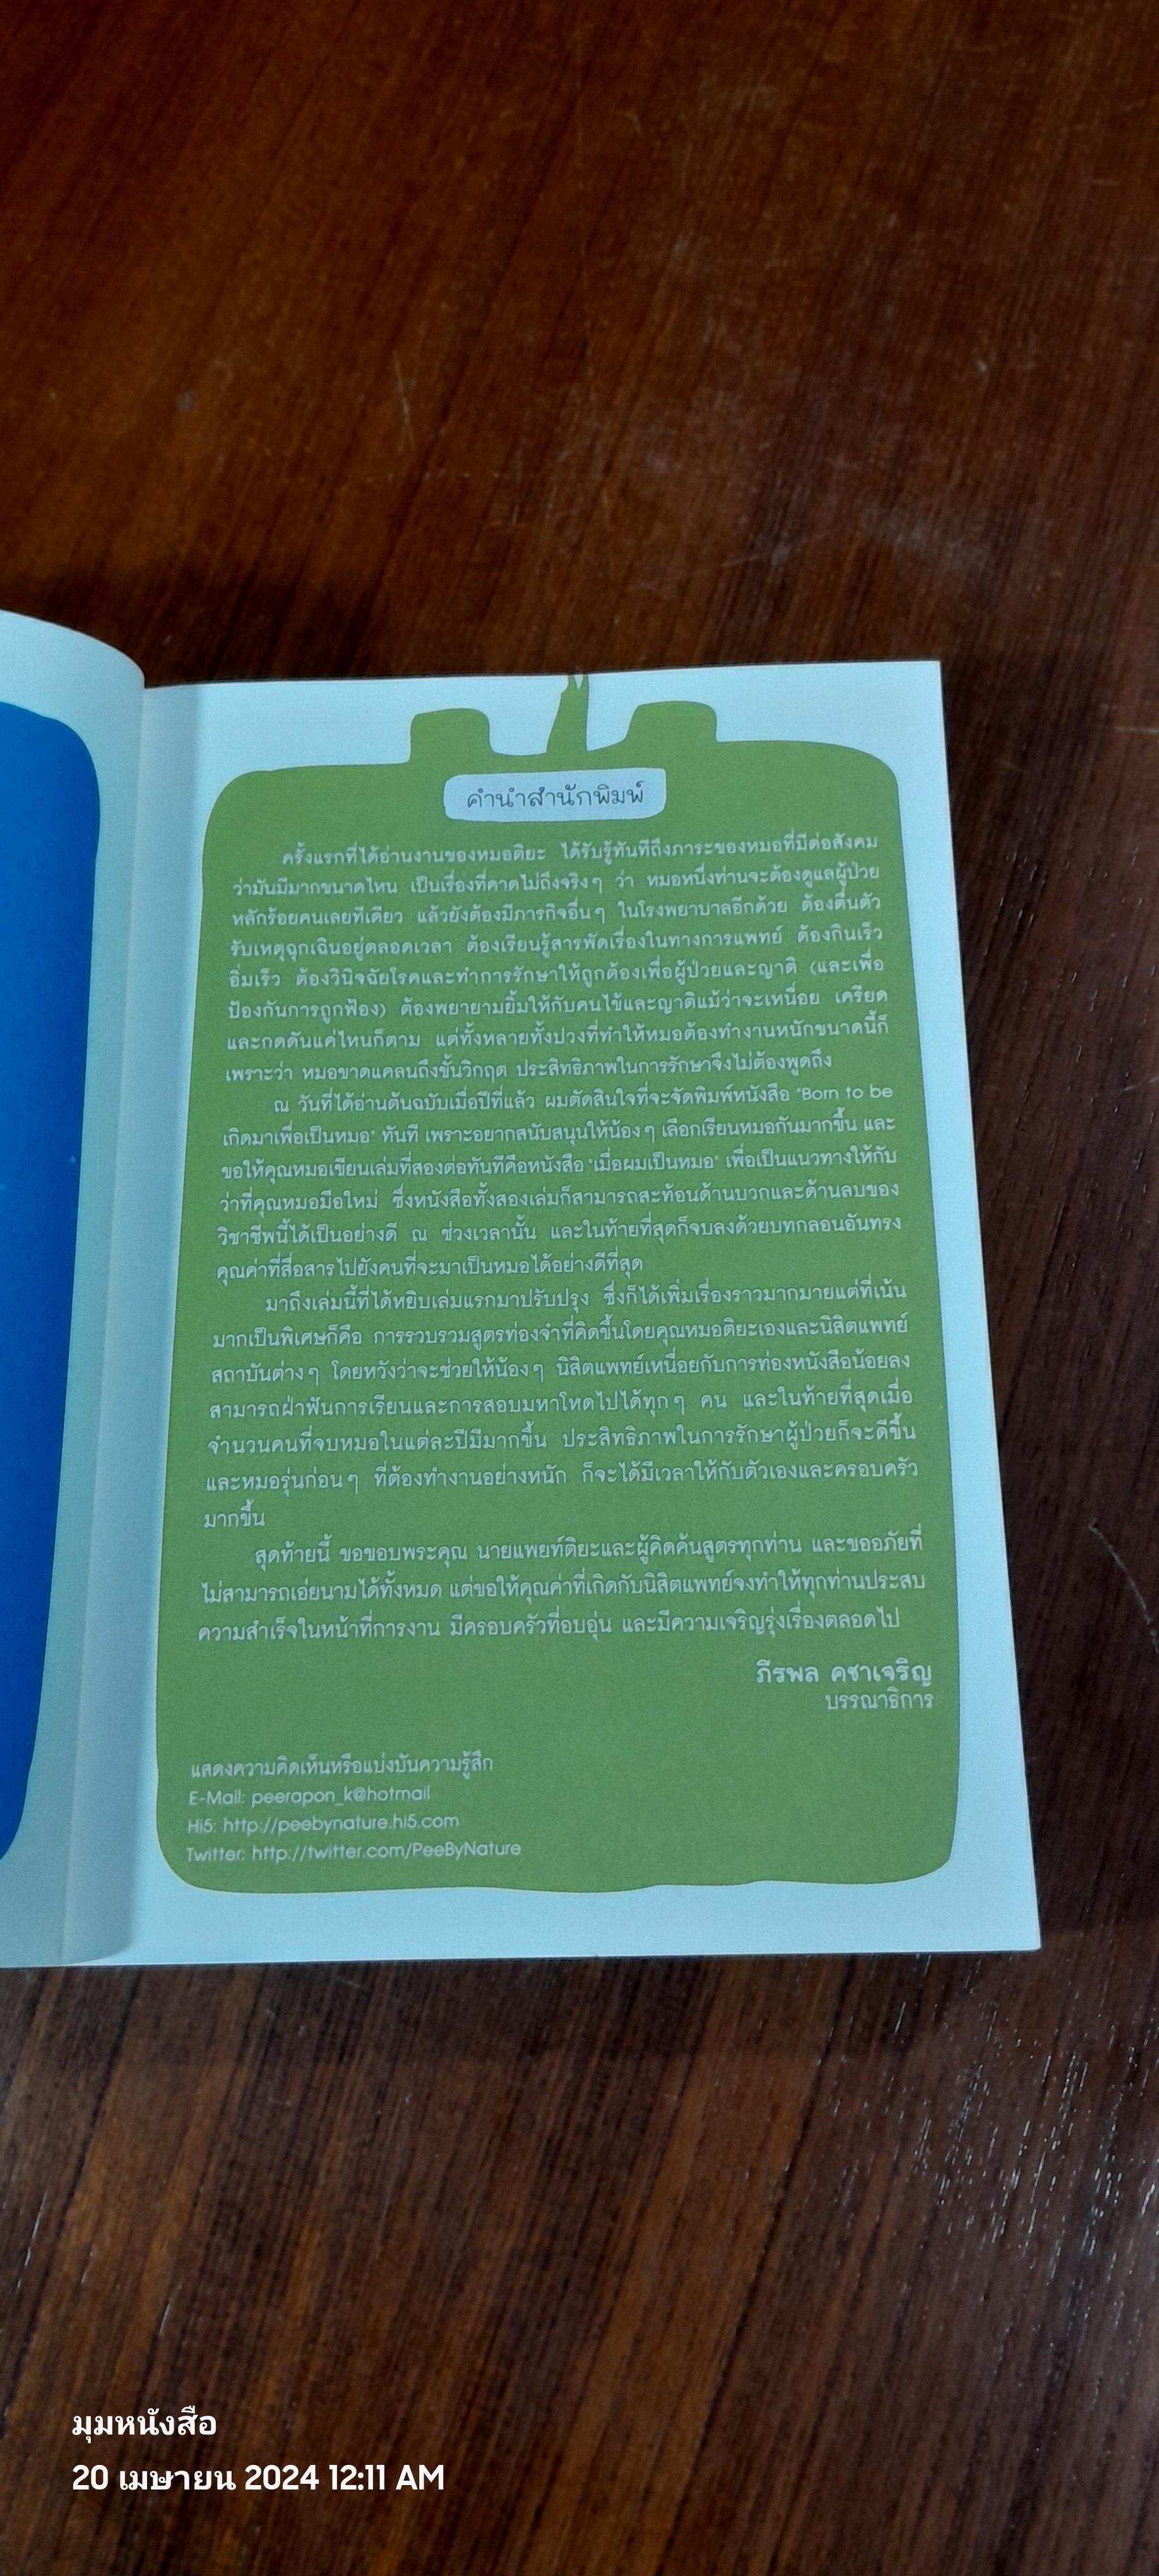 คำนำสำนักพิมพ์
ครั้งแรกที่ได้อ่านงานของหมอติยะ ได้รับรู้ทันทีถึงภาระของหมอที่มีต่อสังคม
ว่ามันมีมากขนาดไหน เป็นเรื่องที่คาดไม่ถึงจริงๆ ว่า หมอหนึ่งท่านจะต้องดูแลผู้ป่วย
หลักร้อยคนเลยทีเดียว แล้วยังต้องมีภารกิจอื่นๆ ในโรงพยาบาลอีกด้วย ต้องตื่นตัว
รับเหตุฉุกเฉินอยู่ตลอดเวลา ต้องเรียนรู้สารพัดเรื่องในทางการแพทย์ ต้องกินเร็ว
อิ่มเร็ว ต้องวินิจฉัยโรคและทำการรักษาให้ถูกต้องเพื่อผู้ป่วยและญาติ (และเพื่อ
ป้องกันการถูกฟ้อง) ต้องพยายามยิ้มให้กับคนไข้และญาติแม้ว่าจะเหนื่อย เครียด
และกดดันแค่ไหนก็ตาม แต่ทั้งหลายทั้งปวงที่ทำให้หมอต้องทำงานหนักขนาดนี้ก็
เพราะว่า หมอขาดแคลนถึงขั้นวิกฤต ประสิทธิภาพในการรักษาจึงไม่ต้องพูดถึง
ณ วันที่ได้อ่านต้นฉบับเมื่อปีที่แล้ว ผมตัดสินใจที่จะจัดพิมพ์หนังสือ "Born to be
เกิดมาเพื่อเป็นหมอ" ทันที เพราะอยากสนับสนุนให้น้องๆ เลือกเรียนหมอกันมากขึ้น และ
ขอให้คุณหมอเขียนเล่มที่สองต่อทันทีคือหนังสือ "เมื่อผมเป็นหมอ" เพื่อเป็นแนวทางให้กับ
ว่าที่คุณหมอมือใหม่ ซึ่งหนังสือทั้งสองเล่มก็สามารถสะท้อนด้านบวกและด้านลบของ
วิชาชีพนี้ได้เป็นอย่างดี ณ ช่วงเวลานั้น และในท้ายที่สุดก็จบลงด้วยบทกลอนอันทรง
คุณค่าที่สื่อสารไปยังคนที่จะมาเป็นหมอได้อย่างดีที่สุด
มาถึงเล่มนี้ที่ได้หยิบเล่มแรกมาปรับปรุง ซึ่งก็ได้เพิ่มเรื่องราวมากมายแต่ที่เน้น
มากเป็นพิเศษก็คือ การรวบรวมสูตรท่องจำที่คิดขึ้นโดยคุณหมอติยะเองและนิสิตแพทย์
สถาบันต่างๆ โดยหวังว่าจะช่วยให้น้องๆ นิสิตแพทย์เหนื่อยกับการท่องหนังสือน้อยลง
สามารถฝ่าฟันการเรียนและการสอบมหาโหดไปได้ทุกๆ คน และในท้ายที่สุดเมื่อ
จำนวนคนที่จบหมอในแต่ละปีมีมากขึ้น ประสิทธิภาพในการรักษาผู้ป่วยก็จะดีขึ้น
และหมอรุ่นก่อนๆ ที่ต้องทำงานอย่างหนัก ก็จะได้มีเวลาให้กับตัวเองและครอบครัว
มากขึ้น
สุดท้ายนี้ ขอขอบพระคุณ นายแพยท์ติยะและผู้คิดค้นสูตรทุกท่าน และขออภัยที่
ไม่สามารถเอ่ยนามได้ทั้งหมด แต่ขอให้คุณค่าที่เกิดกับนิสิตแพทย์จงทำให้ทุกท่านประสบ
ความสำเร็จในหน้าที่การงาน มีครอบครัวที่อบอุ่น และมีความเจริญรุ่งเรื่องตลอดไป
ภีรพล คชาเจริญ
บรรณาธิการ
แสดงความคิดเห็นหรือแบ่งบันความรู้สึก
E-Mail: peerapon_k@hotmail
Hi5: http://peebynature.hi5.com
Twitter: http://twitter.com/PeeByNature
มุมหนังสือ
20 เมษายน 2024 12:11 AM